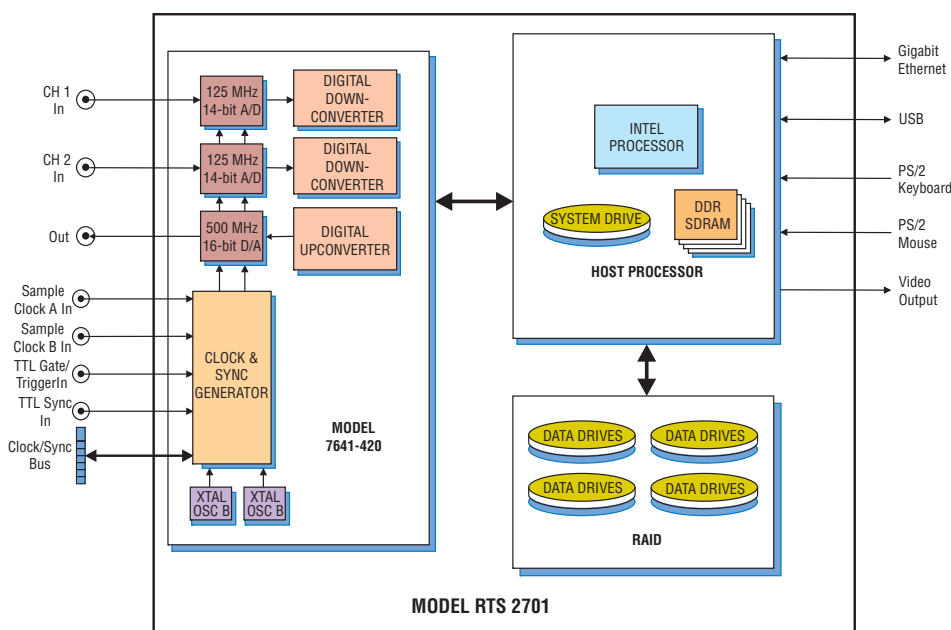 CH 1
In
CH 2
In
Out
Sample
Clock A In
Sample
Clock B In
TTL Gate/
TriggerIn
TTL Sync
In
Clock/Sync
Bus
125 MHz
14-bit A/D
DIGITAL
DOWN-
CONVERTER
125 MHz
14-bit A/D
DIGITAL
DOWN-
CONVERTER
500 MHz
16-bit D/A
DIGITAL
UPCONVERTER
CLOCK &
SYNC
GENERATOR
XTAL
OSC B
XTAL
OSC B
MODEL
7641-420
INTEL
PROCESSOR
SYSTEM DRIVE
DDR
SDRAM
HOST PROCESSOR
DATA DRIVES
DATA DRIVES
DATA DRIVES
DATA DRIVES
RAID
Gigabit
Ethernet
USB
PS/2
Keyboard
PS/2
Mouse
Video
Output
MODEL RTS 2701